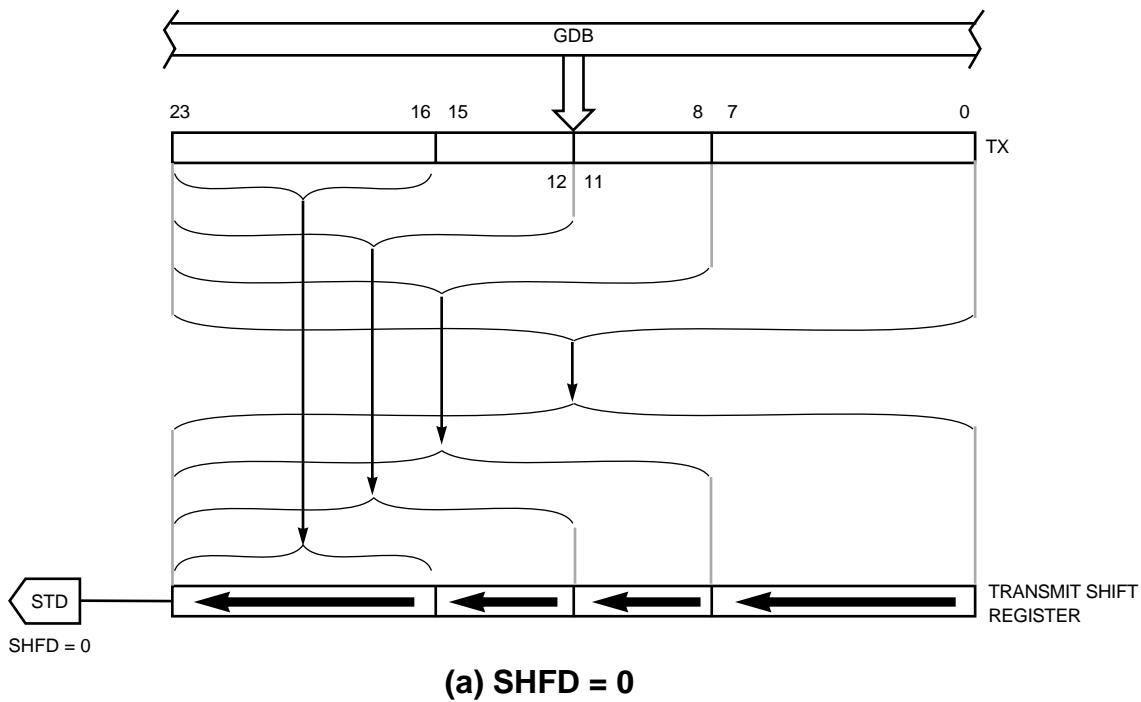 GDB
23 16 15 8 7 0
TX
12 11
STD
TRANSMIT SHIFT
REGISTER
SHFD = 0
(a) SHFD = 0